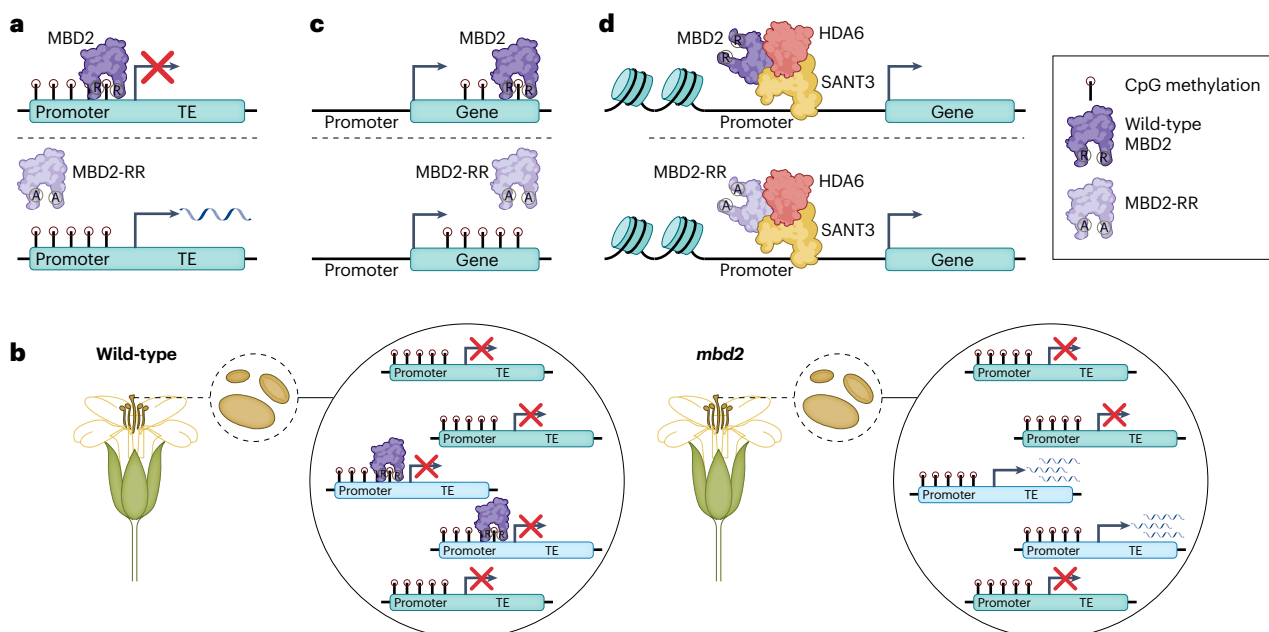 a
MBD2
R R
Promoter TE
MBD2-RR
A A
Promoter TE
c
MBD2
R R
Promoter Gene
MBD2-RR
A A
Promoter Gene
d
MBD2 R
R
HDA6
SANT3
Promoter Gene
MBD2-RR A
A
HDA6
SANT3
Promoter Gene
CpG methylation
Wild-type
MBD2
R R
MBD2-RR
A A
b
Wild-type
Promoter TE
Promoter TE
R R
Promoter TE
R R
Promoter TE
Promoter TE
mbd2
Promoter TE
Promoter TE
Promoter TE
Promoter TE
Promoter TE